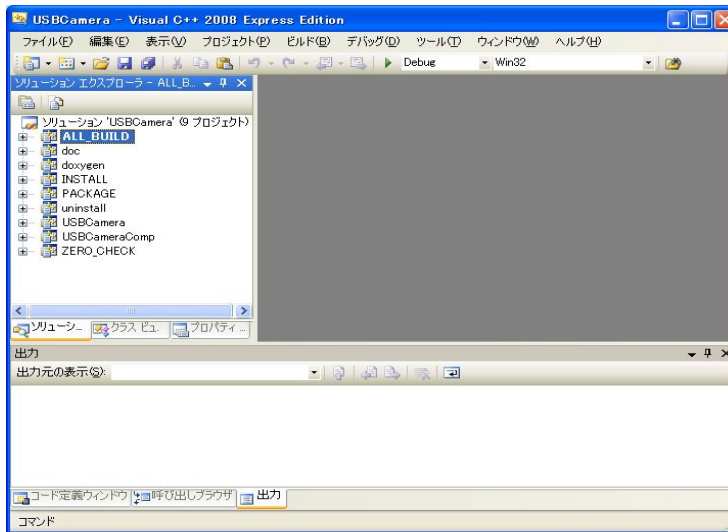 USBCamera - Visual C++ 2008 Express Edition
ファイル(F) 編集(E) 表示(V) プロジェクト(P) ビルド(B) デバッグ(D) ツール(T) ウィンドウ(W) ヘルプ(H)
Debug Win32
ソリューション エクスプローラ - ALL_B...
ソリューション 'USBCamera' (9 プロジェクト)
ALL_BUILD
doc
doxygen
INSTALL
PACKAGE
uninstall
USBCamera
USBCameraComp
ZERO_CHECK
ソリューシ... クラス ビュ プロパティ ...
出力
出力元の表示(S):
コード定義ウィンドウ 呼び出しブラウザ 出力
コマンド